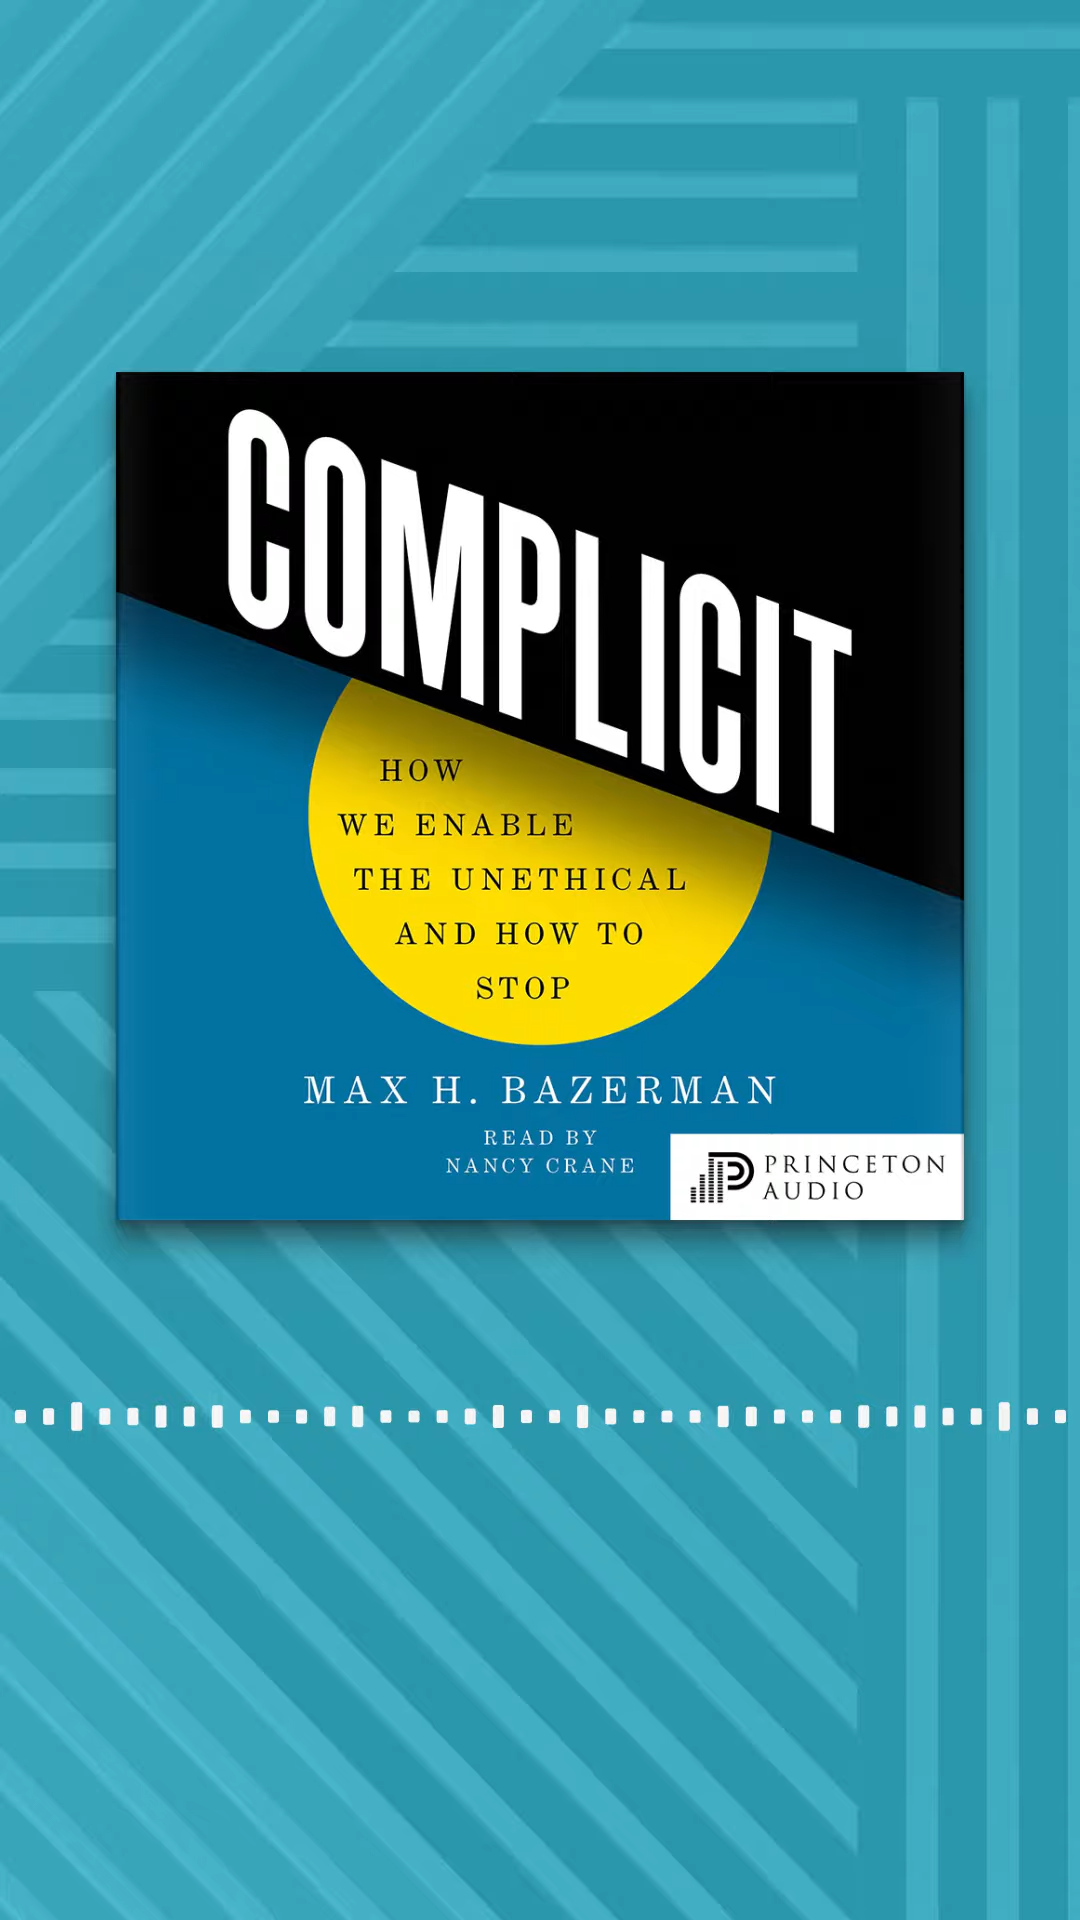 COMPLICIT
HOW
WE ENABLE
THE UNETHICAL
AND HOW TO
STOP
MAX H. BAZERMAN
READ BY
NANCY CRANE
PRINCETON
AUDIO